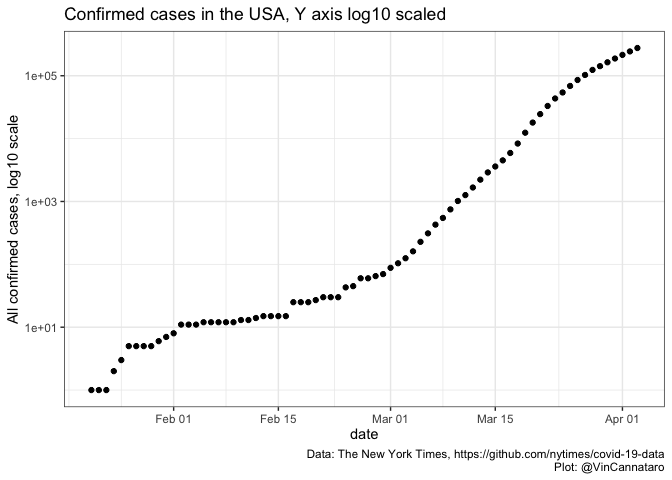 Confirmed cases in the USA, Y axis log10 scaled
All confirmed cases, log10 scale
1e+05
1e+03
1e+01
Feb 01
Feb 15
Mar 01
Mar 15
Apr 01
date
Data: The New York Times, https://github.com/nytimes/covid-19-data
Plot: @VinCannataro